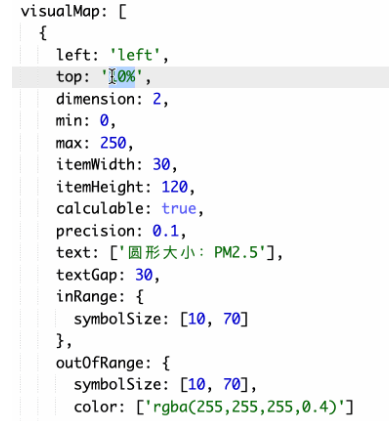 visualMap: [
{
left: 'left',
top: '10%',
dimension: 2,
min: 0,
max: 250,
itemWidth: 30,
itemHeight: 120,
calculable: true,
precision: 0.1,
text: ['圆形大小：PM2.5'],
textGap: 30,
inRange: {
symbolSize: [10, 70]
},
outOfRange: {
symbolSize: [10, 70],
color: ['rgba(255,255,255,0.4)']